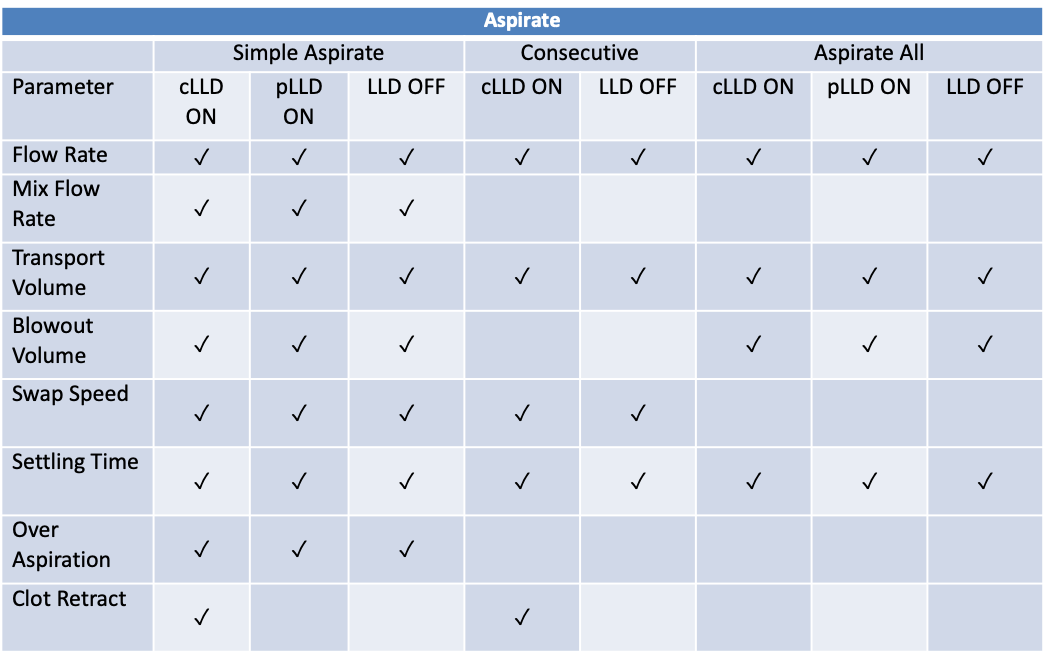 Aspirate
Simple Aspirate Consecutive Aspirate All
Parameter cLLD ON pLLD ON LLD OFF cLLD ON LLD OFF cLLD ON pLLD ON LLD OFF
Flow Rate ✓ ✓ ✓ ✓ ✓ ✓ ✓ ✓
Mix Flow
Rate ✓ ✓ ✓
Transport
Volume ✓ ✓ ✓ ✓ ✓ ✓ ✓ ✓
Blowout
Volume ✓ ✓ ✓ ✓ ✓ ✓
Swap Speed ✓ ✓ ✓ ✓ ✓
Settling Time ✓ ✓ ✓ ✓ ✓ ✓ ✓ ✓
Over
Aspiration ✓ ✓ ✓
Clot Retract ✓ ✓